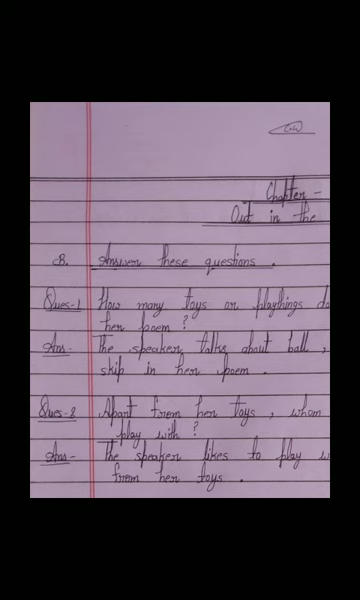 C.W
Chapter -
Out in the
B. Answer these questions.
Ques-1 How many toys or playthings do
her poem ?
Ans- The speaker talks about ball,
skip in her poem.
Ques-2 Apart from her toys, whom
play with ?
Ans- The speaker likes to play w
from her toys.